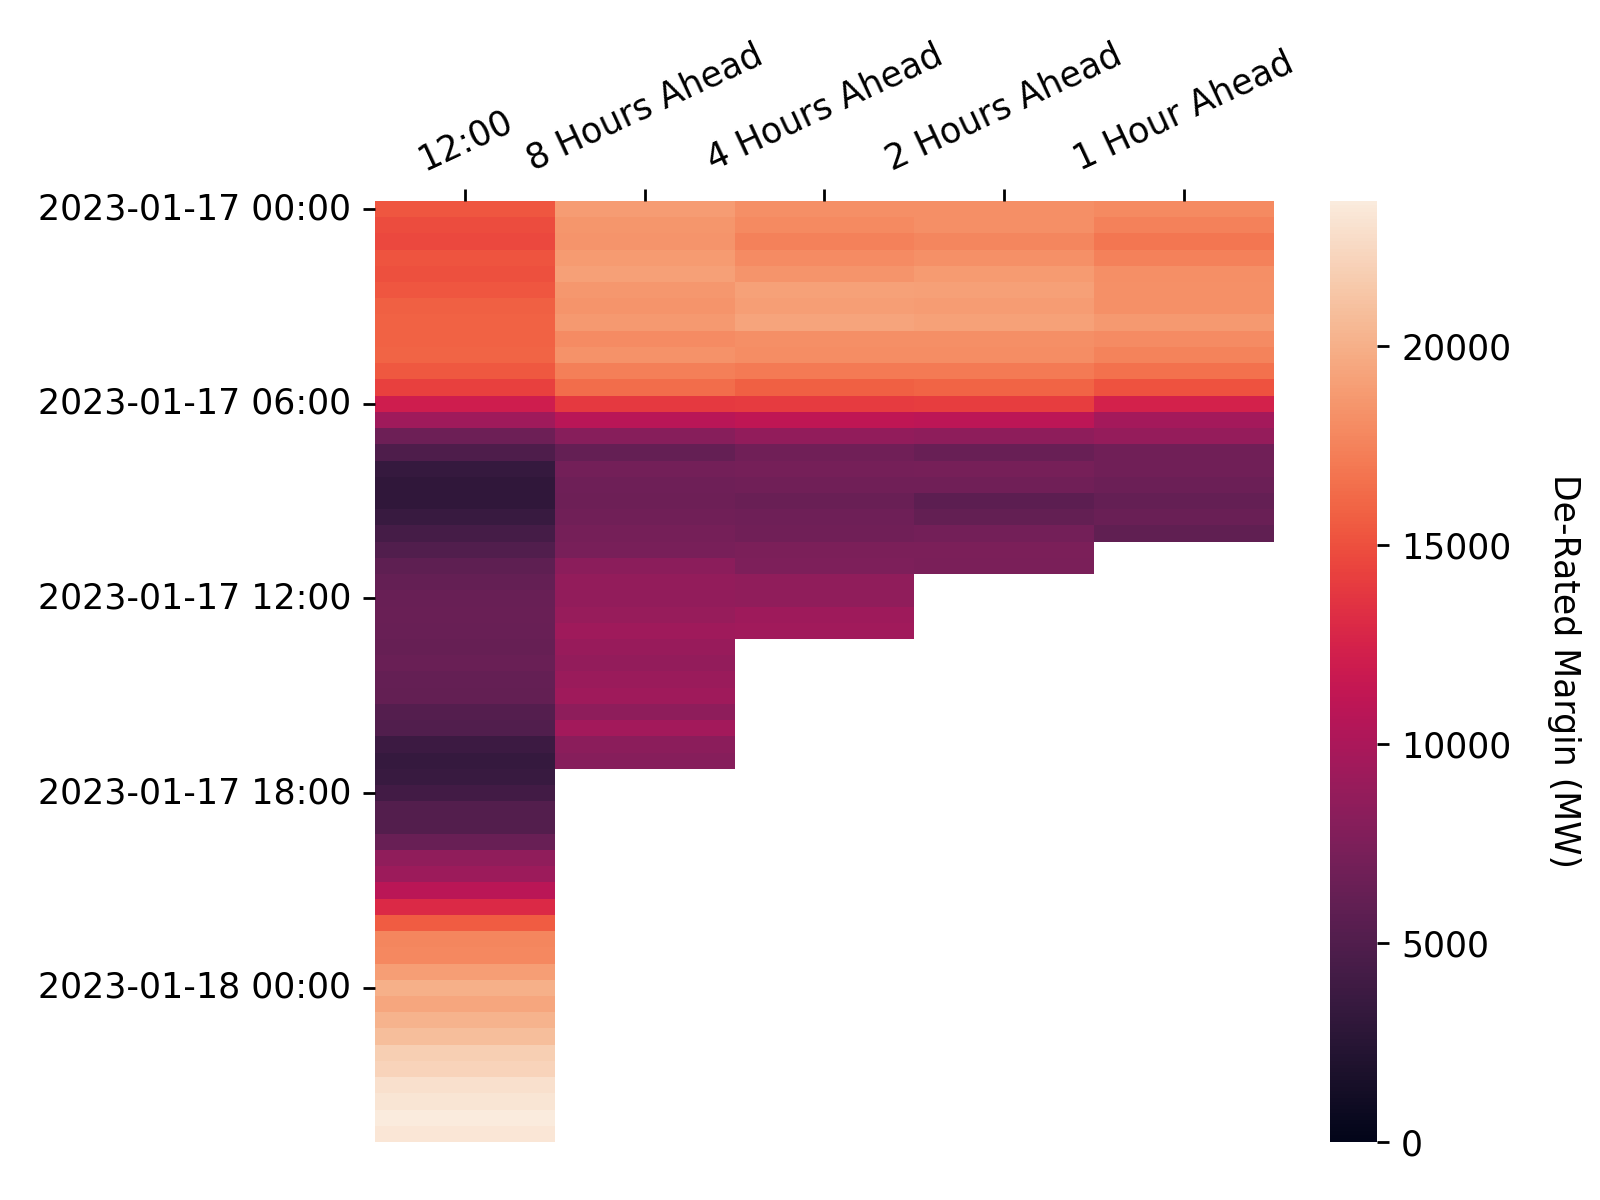 12:00
8 Hours Ahead
4 Hours Ahead
2 Hours Ahead
1 Hour Ahead
2023-01-17 00:00
2023-01-17 06:00
2023-01-17 12:00
2023-01-17 18:00
2023-01-18 00:00
20000
15000
10000
5000
0
De-Rated Margin (MW)